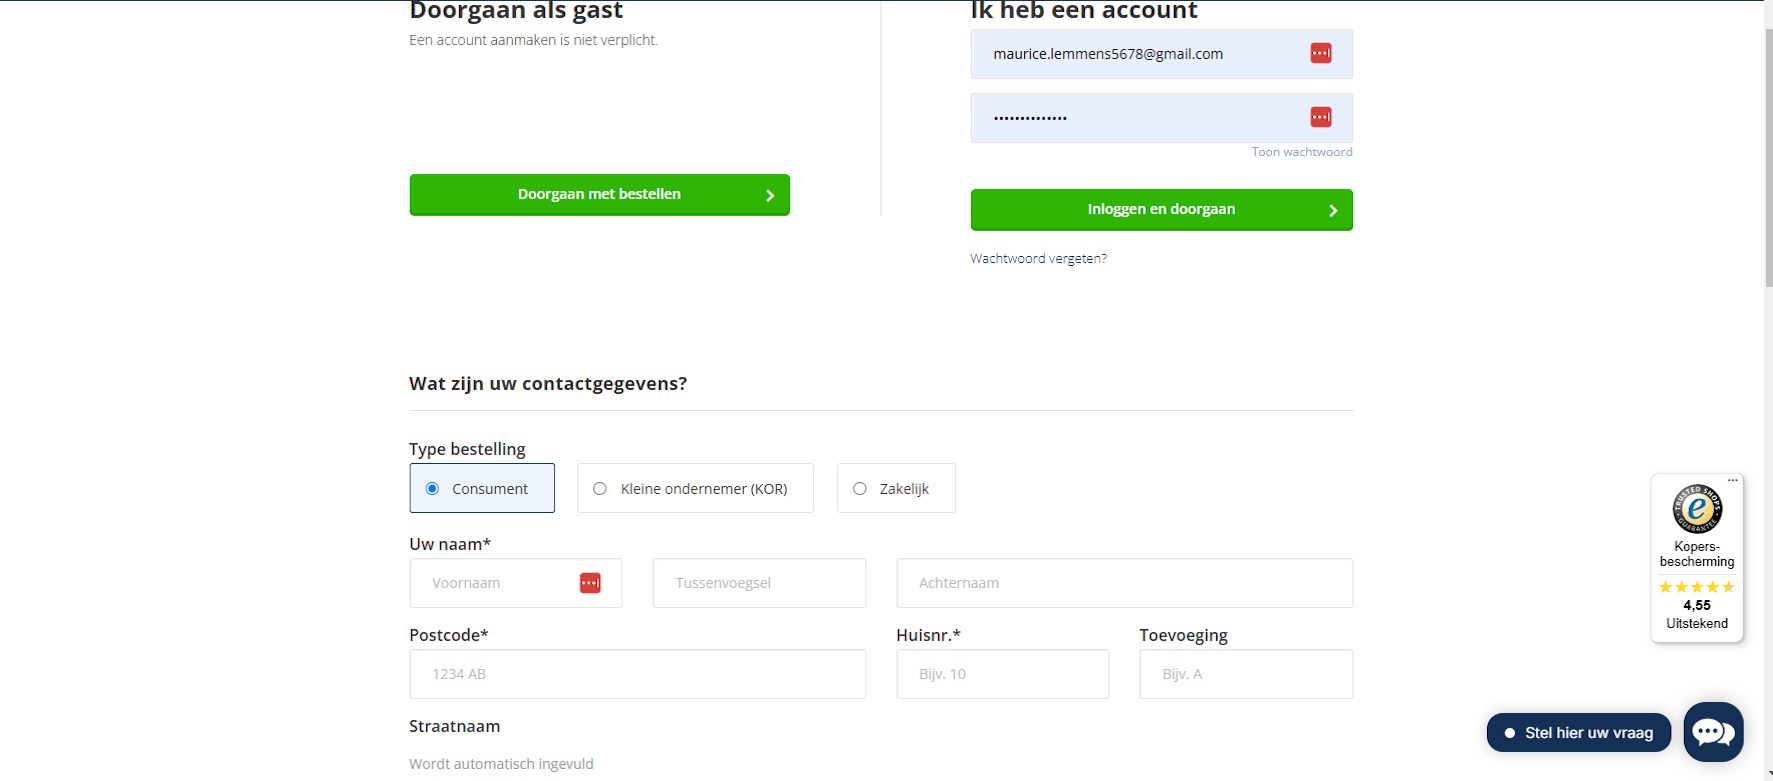 Doorgaan als gast
Een account aanmaken is niet verplicht.
Doorgaan met bestellen
Ik heb een account
maurice.lemmens5678@gmail.com
••••••••••••••
Toon wachtwoord
Inloggen en doorgaan
Wachtwoord vergeten?
Wat zijn uw contactgegevens?
Type bestelling
Consument
Kleine ondernemer (KOR)
Zakelijk
Uw naam*
Voornaam
Tussenvoegsel
Achternaam
Postcode*
Huisnr.*
Toevoeging
1234 AB
Bijv. 10
Bijv. A
Straatnaam
Wordt automatisch ingevuld
TRUSTED SHOPS
GUARANTEE
e
Kopers-
bescherming
4,55
Uitstekend
Stel hier uw vraag